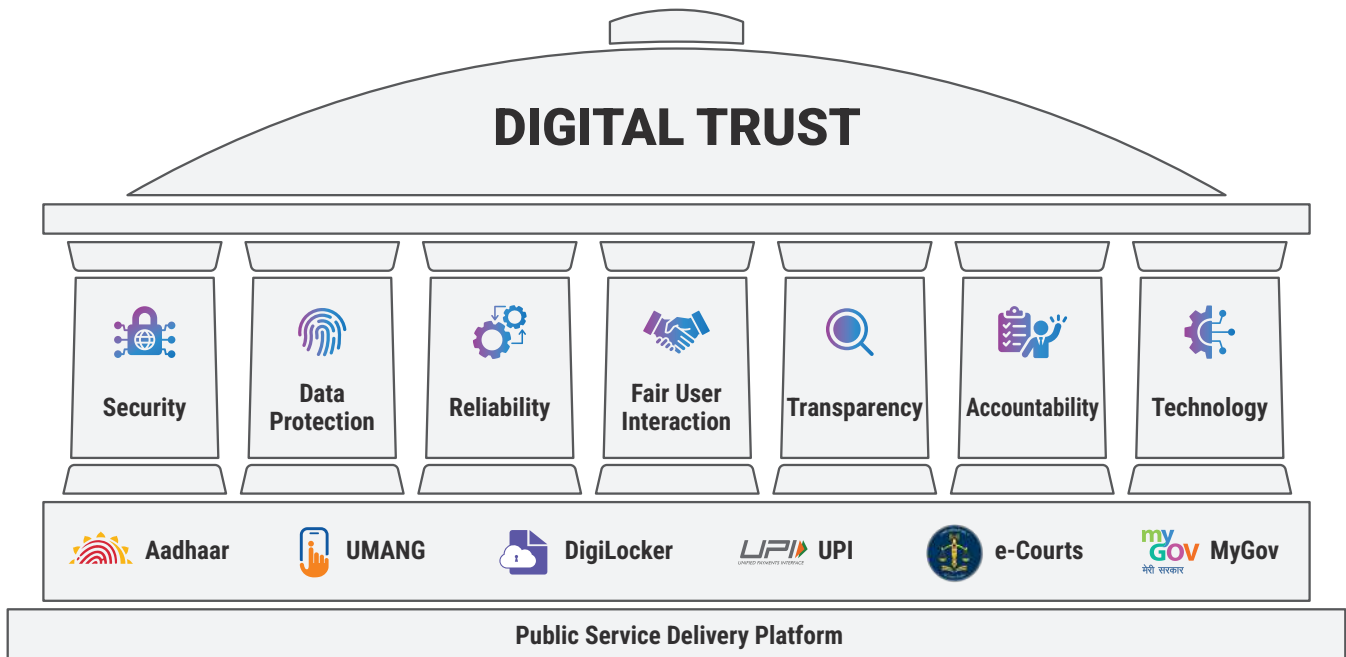 DIGITAL TRUST
Security
Data
Protection
Reliability
Fair User
Interaction
Transparency
Accountability
Technology
Aadhaar
UMANG
DigiLocker
UPI
UNIFIED PAYMENTS INTERFACE
UPI
e-Courts
my
GOV
मेरी सरकार
MyGov
Public Service Delivery Platform